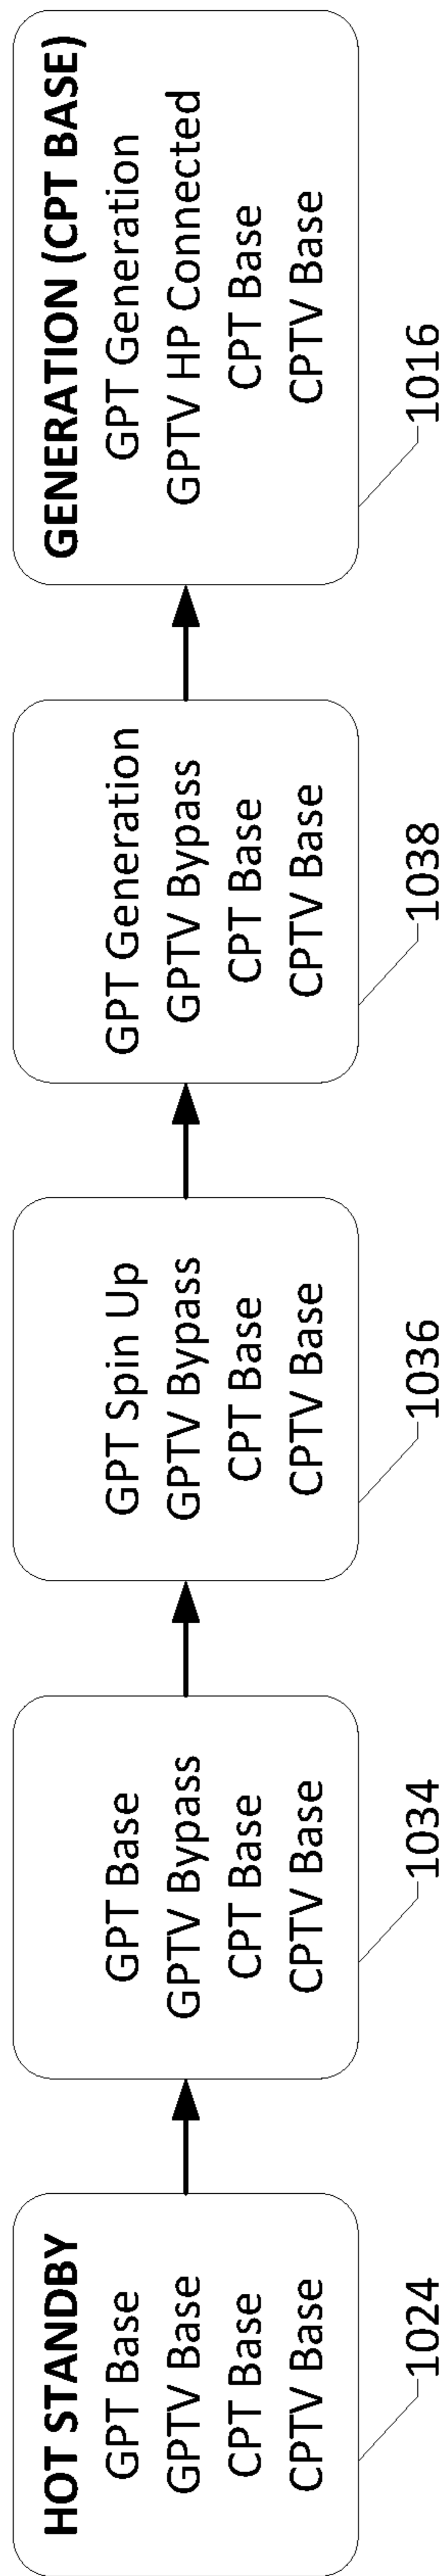 HOT STANDBY
GPT Base
GPTV Base
CPT Base
CPTV Base
1024
GPT Base
GPTV Bypass
CPT Base
CPTV Base
1034
GPT Spin Up
GPTV Bypass
CPT Base
CPTV Base
1036
GPT Generation
GPTV Bypass
CPT Base
CPTV Base
1038
GENERATION (CPT BASE)
GPT Generation
GPTV HP Connected
CPT Base
CPTV Base
1016